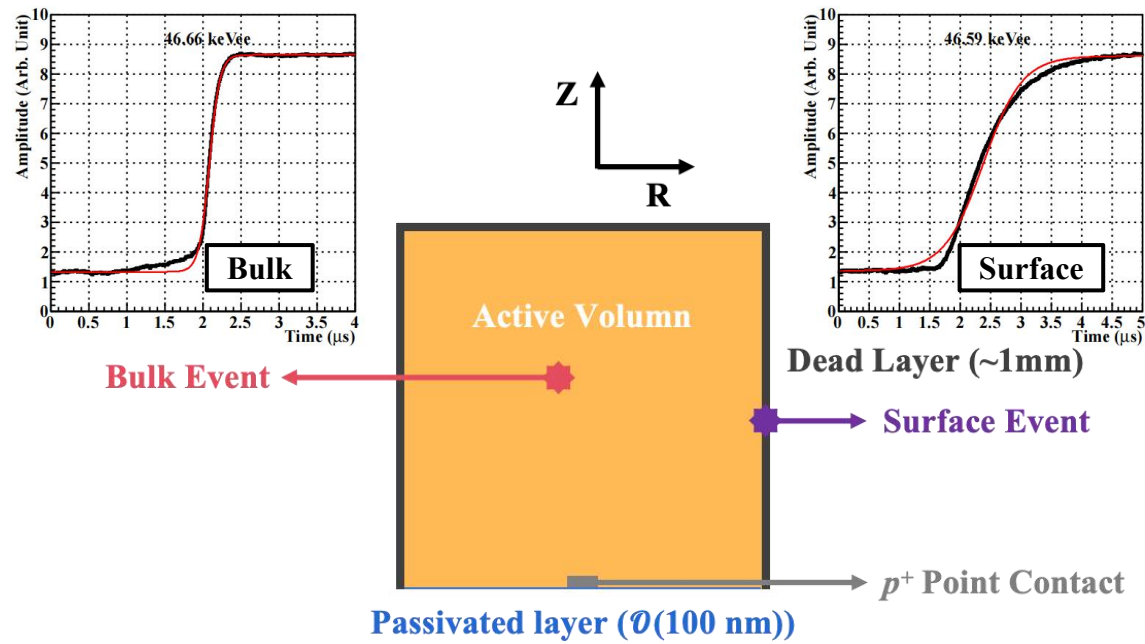 10
9
8
7
6
5
4
3
2
1
0
Amplitude (Arb. Unit)
46.66 keVee
Bulk
0 0.5 1 1.5 2 2.5 3 3.5 4
Time (μs)
Z
R
10
9
8
7
6
5
4
3
2
1
0
Amplitude (Arb. Unit)
46.59 keVee
Surface
0 0.5 1 1.5 2 2.5 3 3.5 4 4.5 5
Time (μs)
Active Volumn
Dead Layer (~1mm)
Bulk Event
Surface Event
p⁺ Point Contact
Passivated layer (𝒪(100 nm))